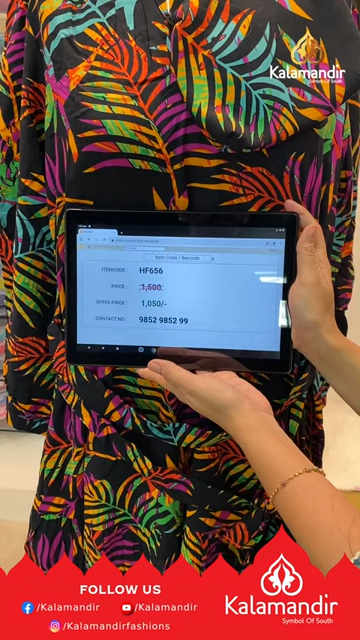 Kalamandir
Symbol Of South
Item Code / Barcode
ITEMCODE : HF656
PRICE : 1,500/-
OFFER PRICE : 1,050/-
CONTACT NO : 9852 9852 99
FOLLOW US
/Kalamandir
/Kalamandir
/Kalamandirfashions
Kalamandir
Symbol Of South